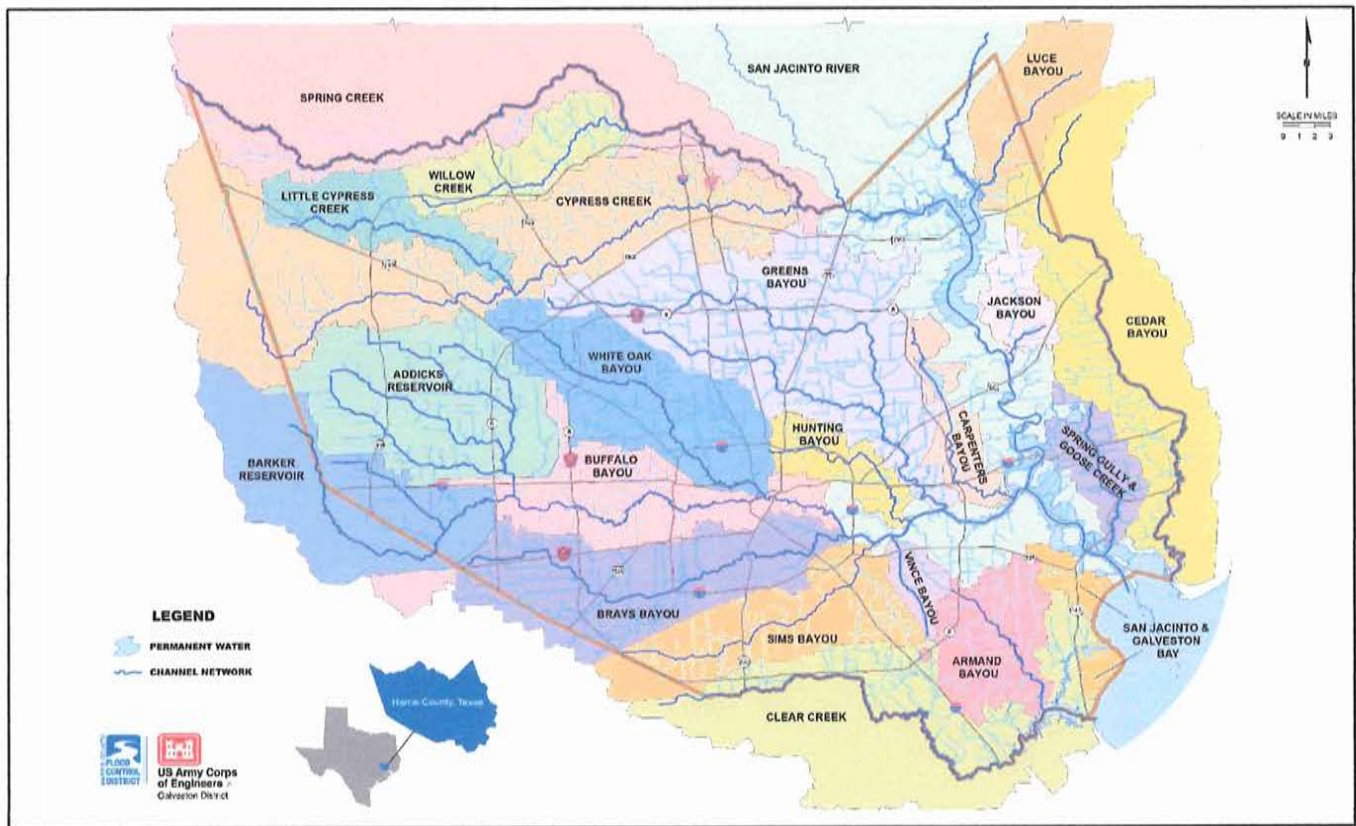 SAN JACINTO RIVER
LUCE
BAYOU
SPRING CREEK
SCALE IN MILES
0 1 2 3
WILLOW
CREEK
LITTLE CYPRESS
CREEK
CYPRESS CREEK
GREENS
BAYOU
JACKSON
BAYOU
CEDAR
BAYOU
WHITE OAK
BAYOU
ADDICKS
RESERVOIR
HUNTING
BAYOU
CARPENTERS
BAYOU
SPRING GULLY &
GOOSE CREEK
BUFFALO
BAYOU
BARKER
RESERVOIR
VINCE BAYOU
BRAYS BAYOU
SIMS BAYOU
SAN JACINTO &
GALVESTON
BAY
ARMAND
BAYOU
CLEAR CREEK
LEGEND
PERMANENT WATER
CHANNEL NETWORK
Harris County, Texas
FLOOD
CONTROL
DISTRICT
US Army Corps
of Engineers
Galveston District